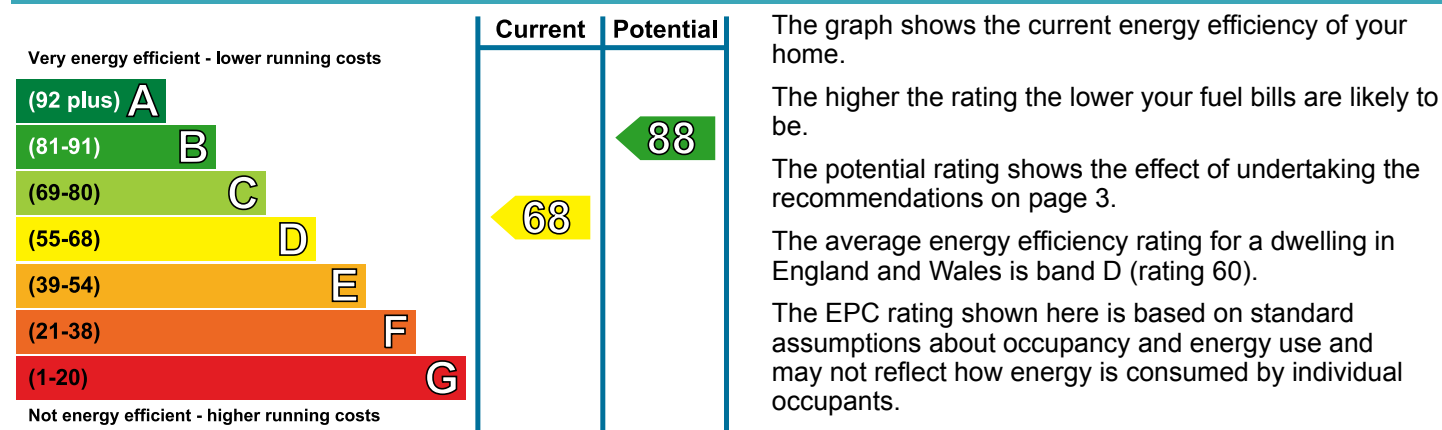 Current Potential
Very energy efficient - lower running costs
(92 plus) A
(81-91) B
(69-80) C
(55-68) D
(39-54) E
(21-38) F
(1-20) G
Not energy efficient - higher running costs
88
68
The graph shows the current energy efficiency of your
home.
The higher the rating the lower your fuel bills are likely to
be.
The potential rating shows the effect of undertaking the
recommendations on page 3.
The average energy efficiency rating for a dwelling in
England and Wales is band D (rating 60).
The EPC rating shown here is based on standard
assumptions about occupancy and energy use and
may not reflect how energy is consumed by individual
occupants.